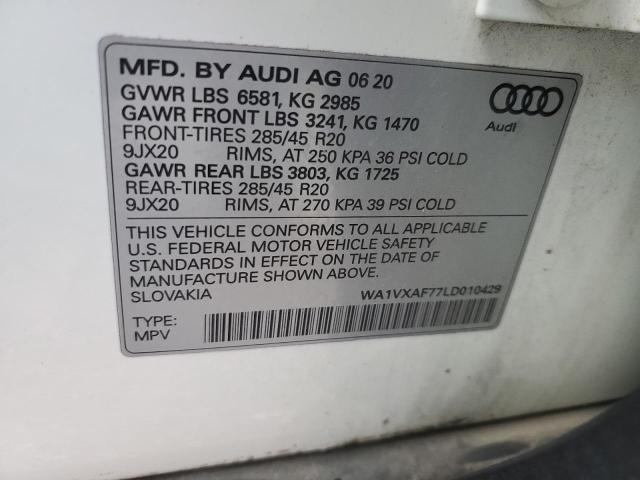 MFD. BY AUDI AG 06 20
GVWR LBS 6581, KG 2985
GAWR FRONT LBS 3241, KG 1470
FRONT-TIRES 285/45 R20
9JX20 RIMS, AT 250 KPA 36 PSI COLD
GAWR REAR LBS 3803, KG 1725
REAR-TIRES 285/45 R20
9JX20 RIMS, AT 270 KPA 39 PSI COLD
Audi
THIS VEHICLE CONFORMS TO ALL APPLICABLE
U.S. FEDERAL MOTOR VEHICLE SAFETY
STANDARDS IN EFFECT ON THE DATE OF
MANUFACTURE SHOWN ABOVE.
SLOVAKIA WA1VXAF77LD010429
TYPE:
MPV